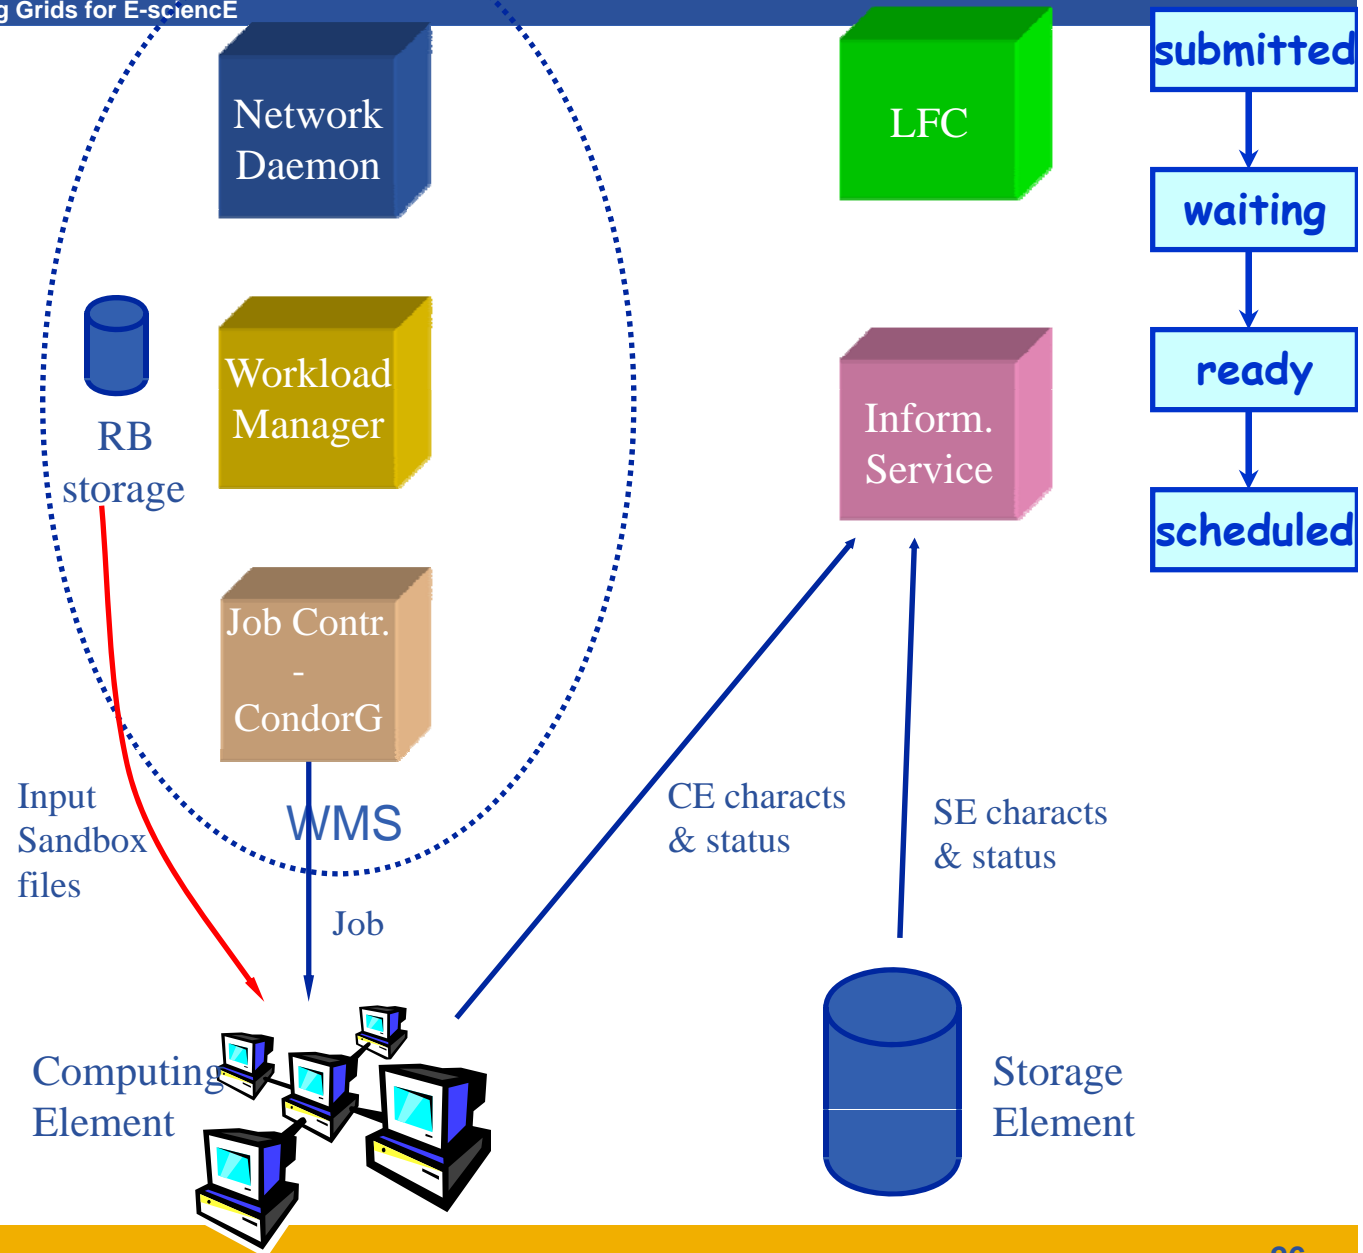 g Grids for E-sciencE
submitted
Network
Daemon
LFC
waiting
Workload
Manager
ready
RB
storage
Inform.
Service
scheduled
Job Contr.
-
CondorG
Input
Sandbox
files
WMS
CE characts
& status
SE characts
& status
Job
Computing
Element
Storage
Element